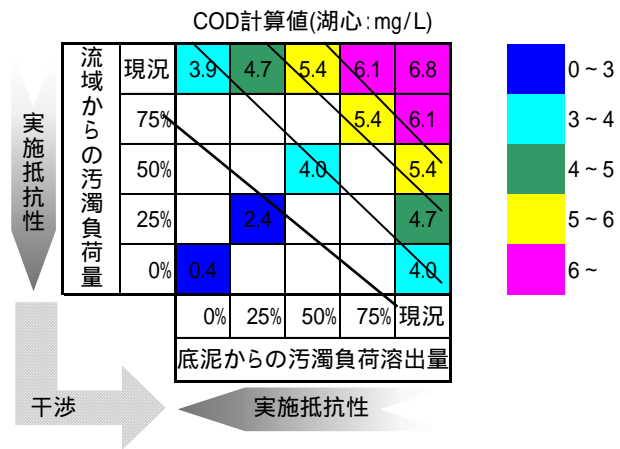 COD計算値(湖心:mg/L)
流域からの汚濁負荷量
現況 3.9 4.7 5.4 6.1 6.8
75% 5.4 6.1
50% 4.0 5.4
25% 2.4 4.7
0% 0.4 4.0
0% 25% 50% 75% 現況
底泥からの汚濁負荷溶出量
実施抵抗性
干渉
実施抵抗性
0~3
3~4
4~5
5~6
6~